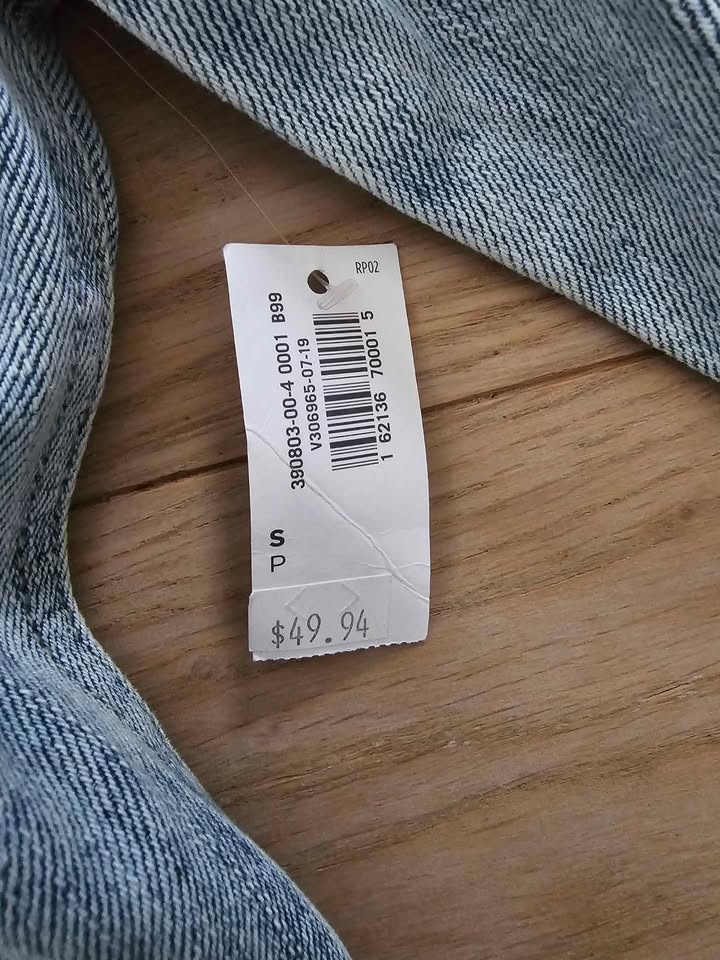 RP02
390803-00-4 0001 B99
V306965-07-19
1 62136 70001 5
S
P
$49.94